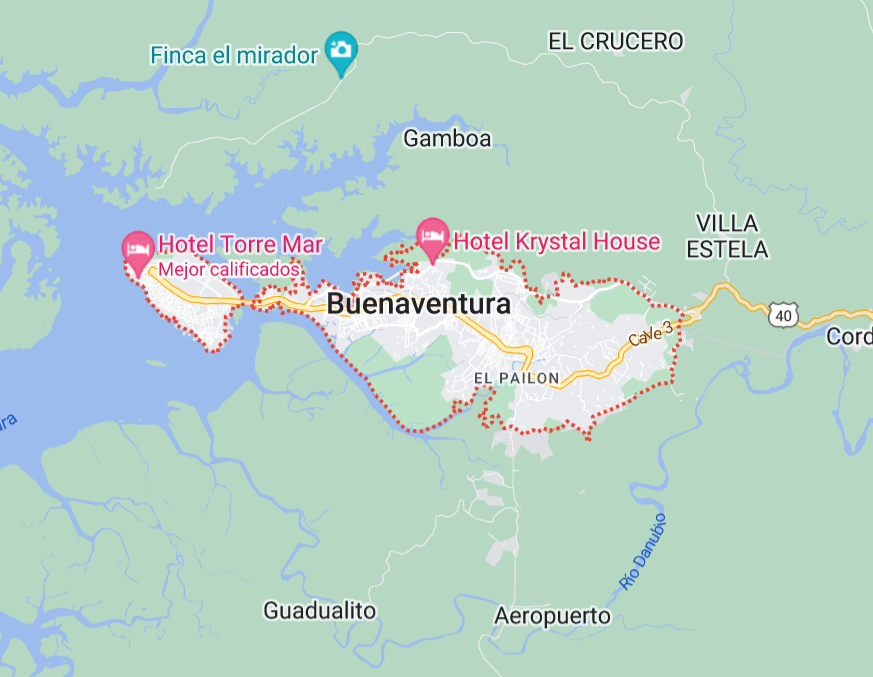 EL CRUCERO
Finca el mirador
Gamboa
VILLA
ESTELA
Hotel Torre Mar
Mejor calificados
Hotel Krystal House
Buenaventura
40
Calle 3
Cord
EL PAILON
ura
Río Danubio
Guadualito
Aeropuerto